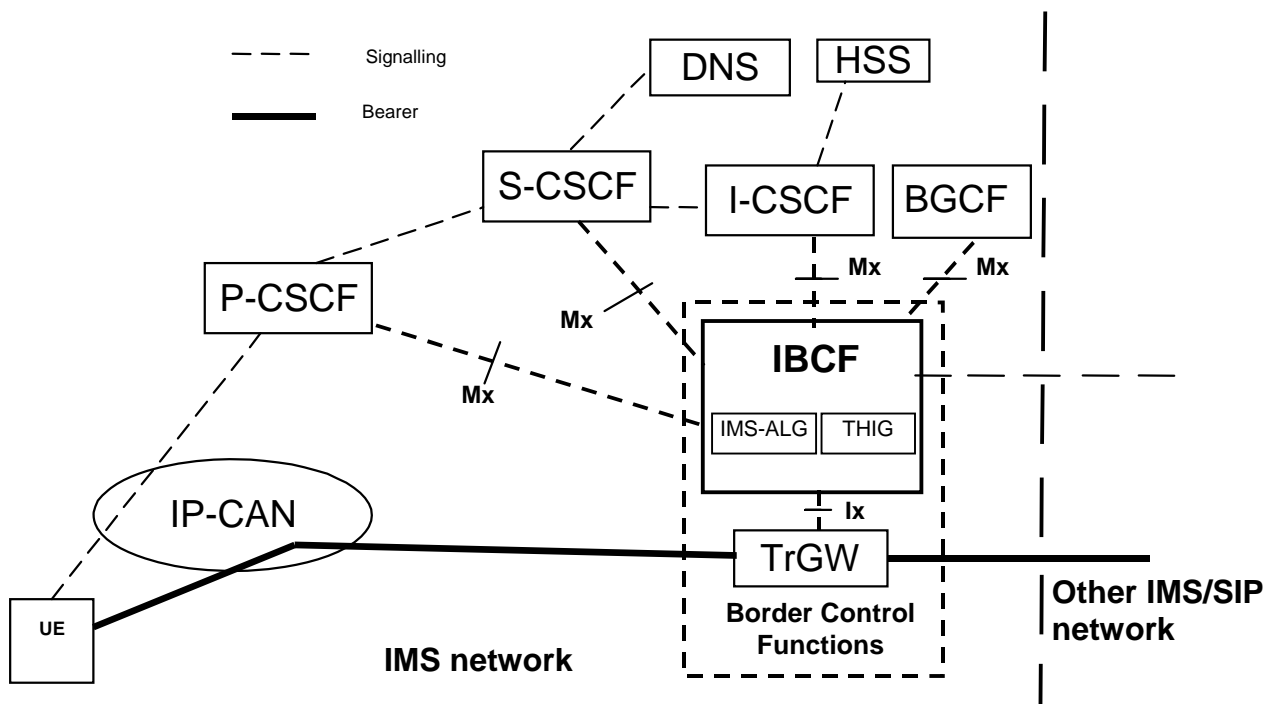 Signalling
Bearer
DNS
HSS
S-CSCF
I-CSCF
BGCF
P-CSCF
Mx
Mx
Mx
Mx
IBCF
IMS-ALG
THIG
Ix
IP-CAN
TrGW
UE
Border Control
Functions
IMS network
Other IMS/SIP
network